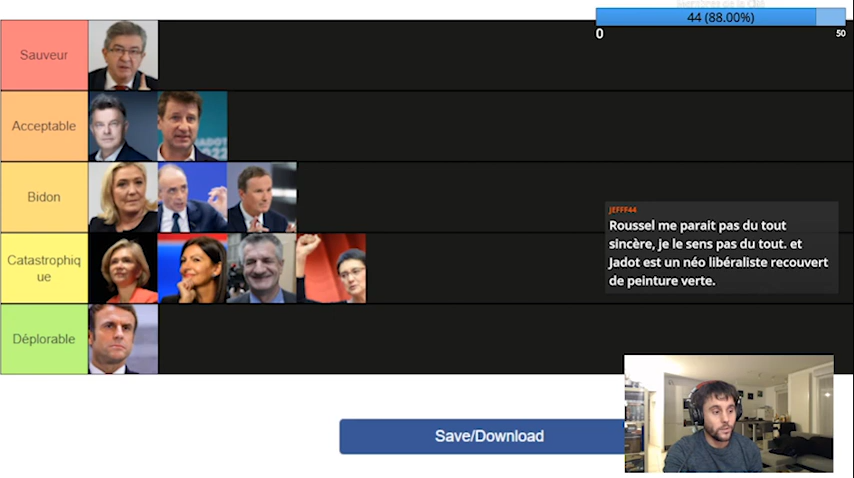 44 (88.00%)
0
50
Sauveur
Acceptable
JADOT
Bidon
JEFFF44
Roussel me parait pas du tout
sincère, je le sens pas du tout. et
Jadot est un néo libéraliste recouvert
de peinture verte.
Catastrophiq
ue
Déplorable
Save/Download